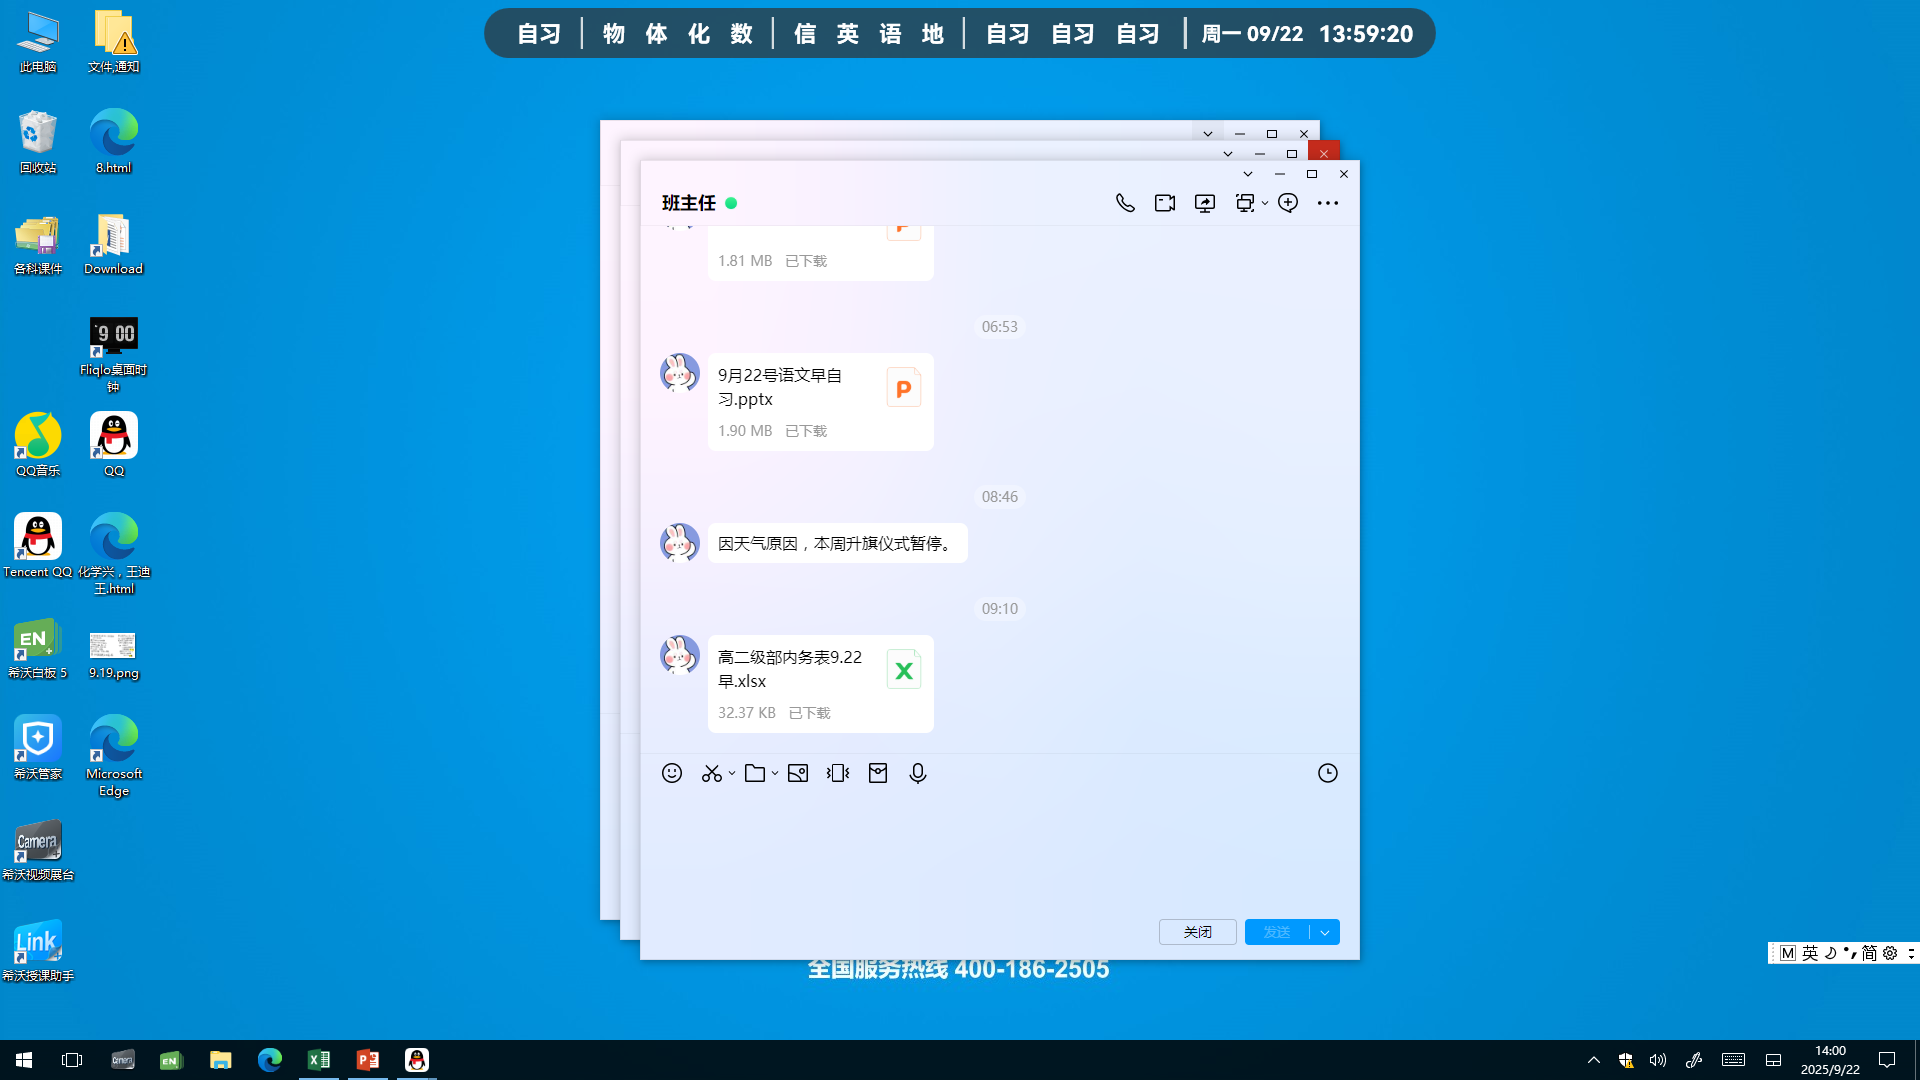 自习 物 体 化 数 信 英 语 地 自习 自习 自习 周一 09/22 13:59:20
此电脑
文件,通知
回收站
8.html
各科课件
Download
9 00
Fliqlo桌面时
钟
QQ音乐
QQ
Tencent QQ
化学兴，王迪
王.html
EN
希沃白板 5
9.19.png
希沃管家
Microsoft
Edge
Camera
希沃视频展台
Link
希沃授课助手
班主任
P
1.81 MB 已下载
06:53
9月22号语文早自
习.pptx
P
1.90 MB 已下载
08:46
因天气原因，本周升旗仪式暂停。
09:10
高二级部内务表9.22
早.xlsx
X
32.37 KB 已下载
关闭 发送
全国服务热线 400-186-2505
M 英 简
Camera EN
14:00
2025/9/22